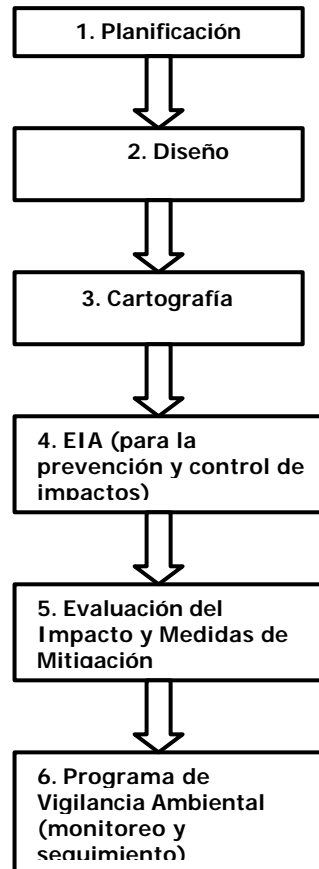 1. Planificación
2. Diseño
3. Cartografía
4. EIA (para la
prevención y control de
impactos)
5. Evaluación del
Impacto y Medidas de
Mitigación
6. Programa de
Vigilancia Ambiental
(monitoreo y
seguimiento)